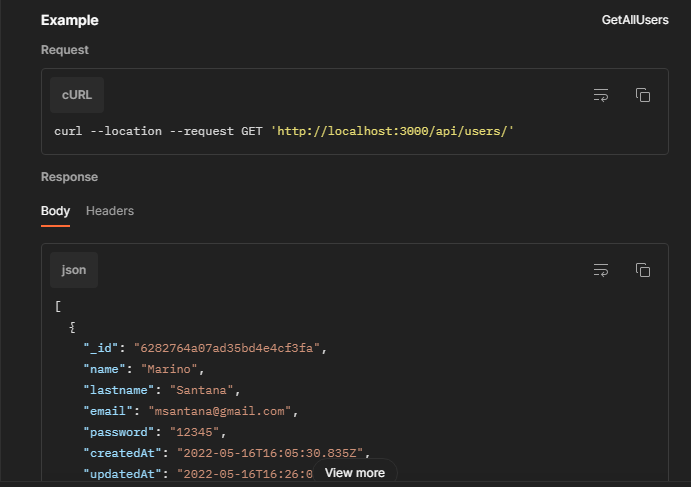 Example
GetAllUsers
Request
cURL
curl --location --request GET 'http://localhost:3000/api/users/'
Response
Body Headers
json
[
{
"_id": "6282764a07ad35bd4e4cf3fa",
"name": "Marino",
"lastname": "Santana",
"email": "msantana@gmail.com",
"password": "12345",
"createdAt": "2022-05-16T16:05:30.835Z",
"updatedAt": "2022-05-16T16:26:0
View more